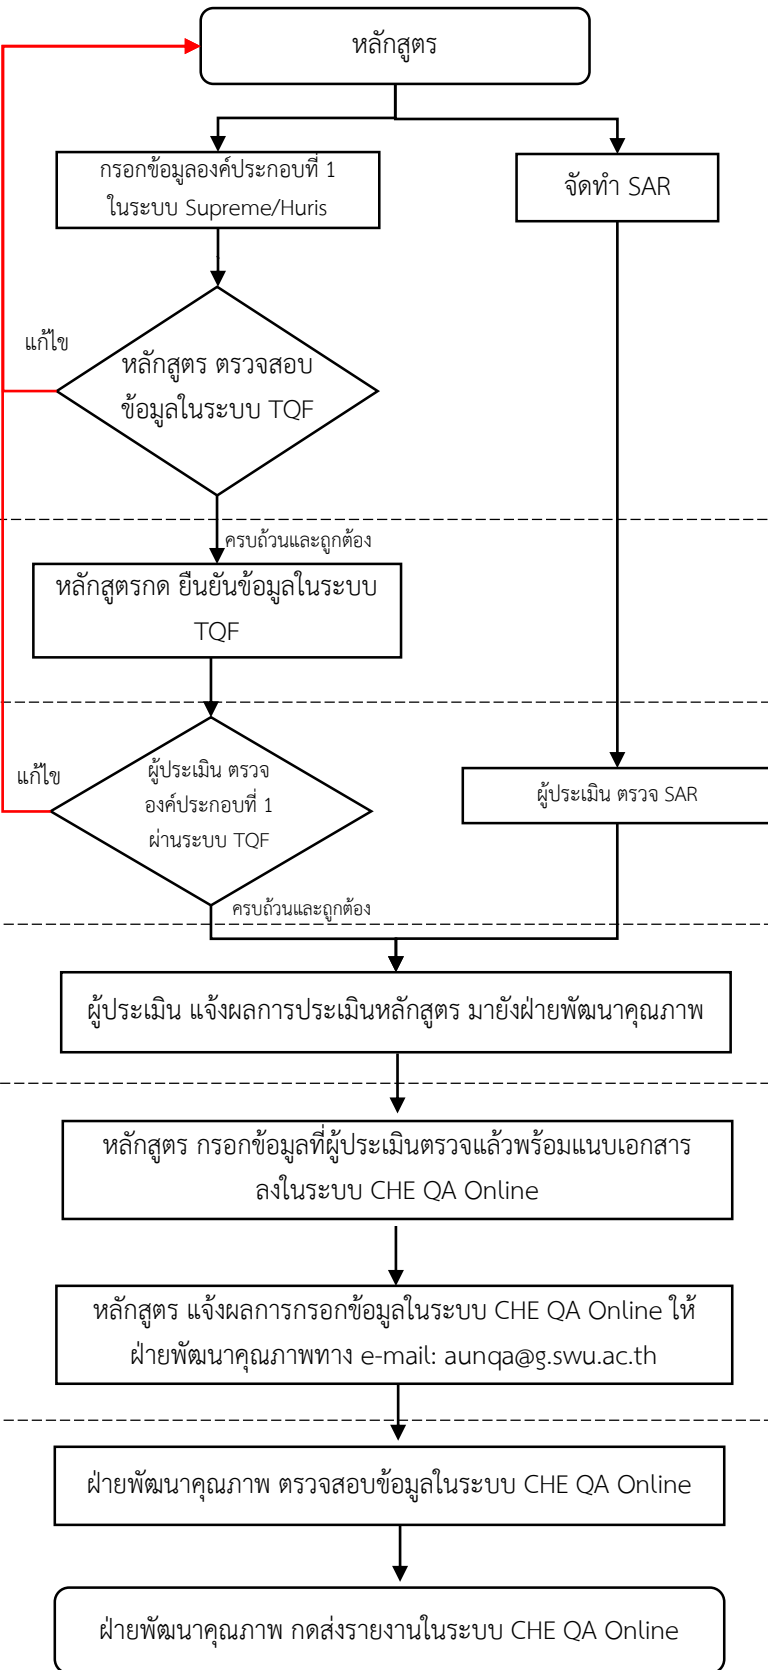 หลักสูตร
กรอกข้อมูลองค์ประกอบที่ 1
ในระบบ Supreme/Huris
จัดทำ SAR
แก้ไข
หลักสูตร ตรวจสอบ
ข้อมูลในระบบ TQF
ครบถ้วนและถูกต้อง
หลักสูตรกด ยืนยันข้อมูลในระบบ
TQF
แก้ไข
ผู้ประเมิน ตรวจ
องค์ประกอบที่ 1
ผ่านระบบ TQF
ผู้ประเมิน ตรวจ SAR
ครบถ้วนและถูกต้อง
ผู้ประเมิน แจ้งผลการประเมินหลักสูตร มายังฝ่ายพัฒนาคุณภาพ
หลักสูตร กรอกข้อมูลที่ผู้ประเมินตรวจแล้วพร้อมแนบเอกสาร
ลงในระบบ CHE QA Online
หลักสูตร แจ้งผลการกรอกข้อมูลในระบบ CHE QA Online ให้
ฝ่ายพัฒนาคุณภาพทาง e-mail: aunqa@g.swu.ac.th
ฝ่ายพัฒนาคุณภาพ ตรวจสอบข้อมูลในระบบ CHE QA Online
ฝ่ายพัฒนาคุณภาพ กดส่งรายงานในระบบ CHE QA Online